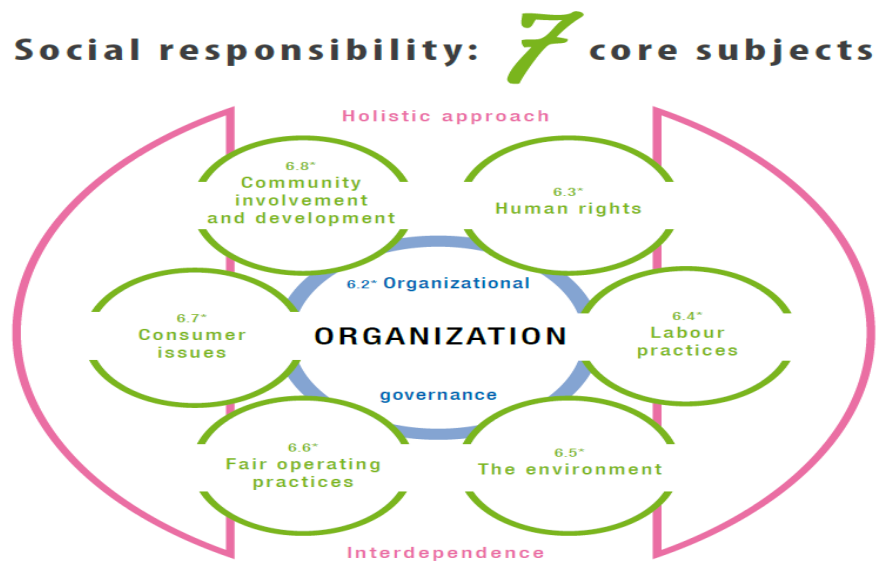 Social responsibility: 7 core subjects
Holistic approach
6.8*
Community
involvement
and development
6.3*
Human rights
6.2* Organizational
6.7*
Consumer
issues
ORGANIZATION
6.4*
Labour
practices
governance
6.6*
Fair operating
practices
6.5*
The environment
Interdependence